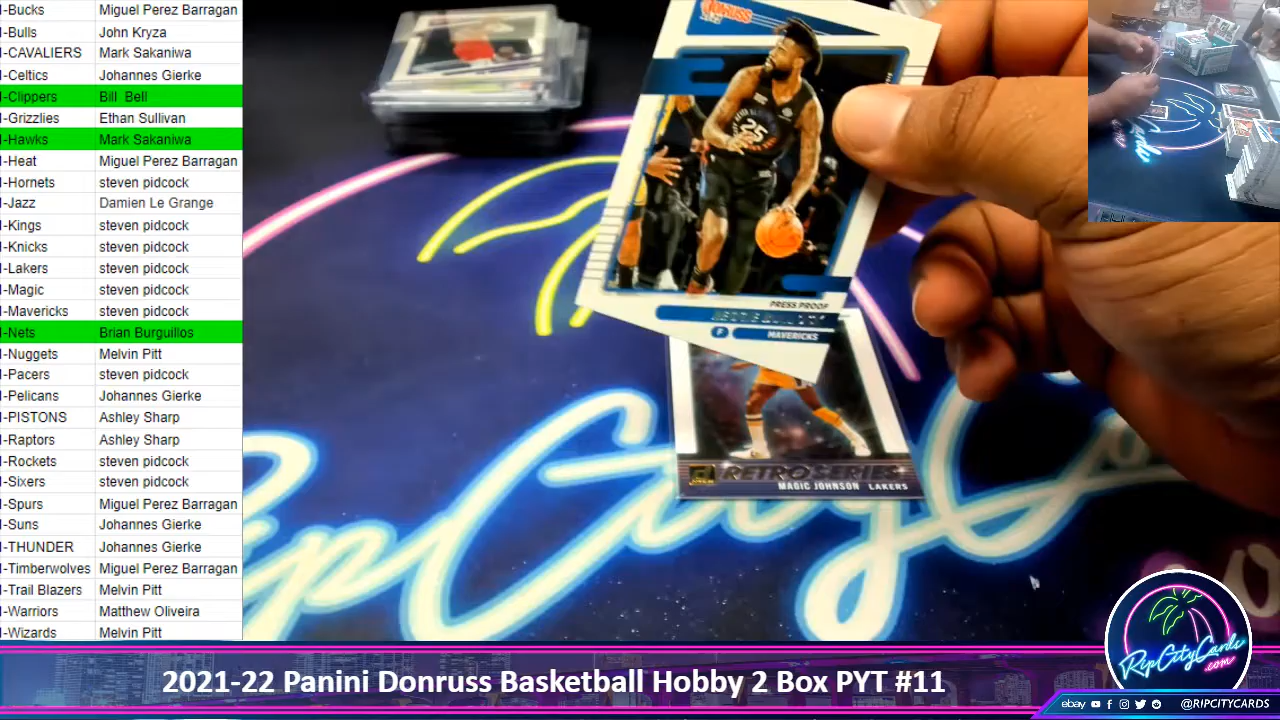 I-Bucks Miguel Perez Barragan
I-Bulls John Kryza
I-CAVALIERS Mark Sakaniwa
I-Celtics Johannes Gierke
I-Clippers Bill Bell
I-Grizzlies Ethan Sullivan
I-Hawks Mark Sakaniwa
I-Heat Miguel Perez Barragan
I-Hornets steven pidcock
I-Jazz Damien Le Grange
I-Kings steven pidcock
I-Knicks steven pidcock
I-Lakers steven pidcock
I-Magic steven pidcock
I-Mavericks steven pidcock
I-Nets Brian Burguillos
I-Nuggets Melvin Pitt
I-Pacers steven pidcock
I-Pelicans Johannes Gierke
I-PISTONS Ashley Sharp
I-Raptors Ashley Sharp
I-Rockets steven pidcock
I-Sixers steven pidcock
I-Spurs Miguel Perez Barragan
I-Suns Johannes Gierke
I-THUNDER Johannes Gierke
I-Timberwolves Miguel Perez Barragan
I-Trail Blazers Melvin Pitt
I-Warriors Matthew Oliveira
I-Wizards Melvin Pitt
DONRUSS
25
PRESS PROOF
F MAVERICKS
RETRO SERIES
MAGIC JOHNSON LAKERS
RipCityCa
RipCityCards
.com
2021-22 Panini Donruss Basketball Hobby 2 Box PYT #11
ebay @RIPCITYCARDS